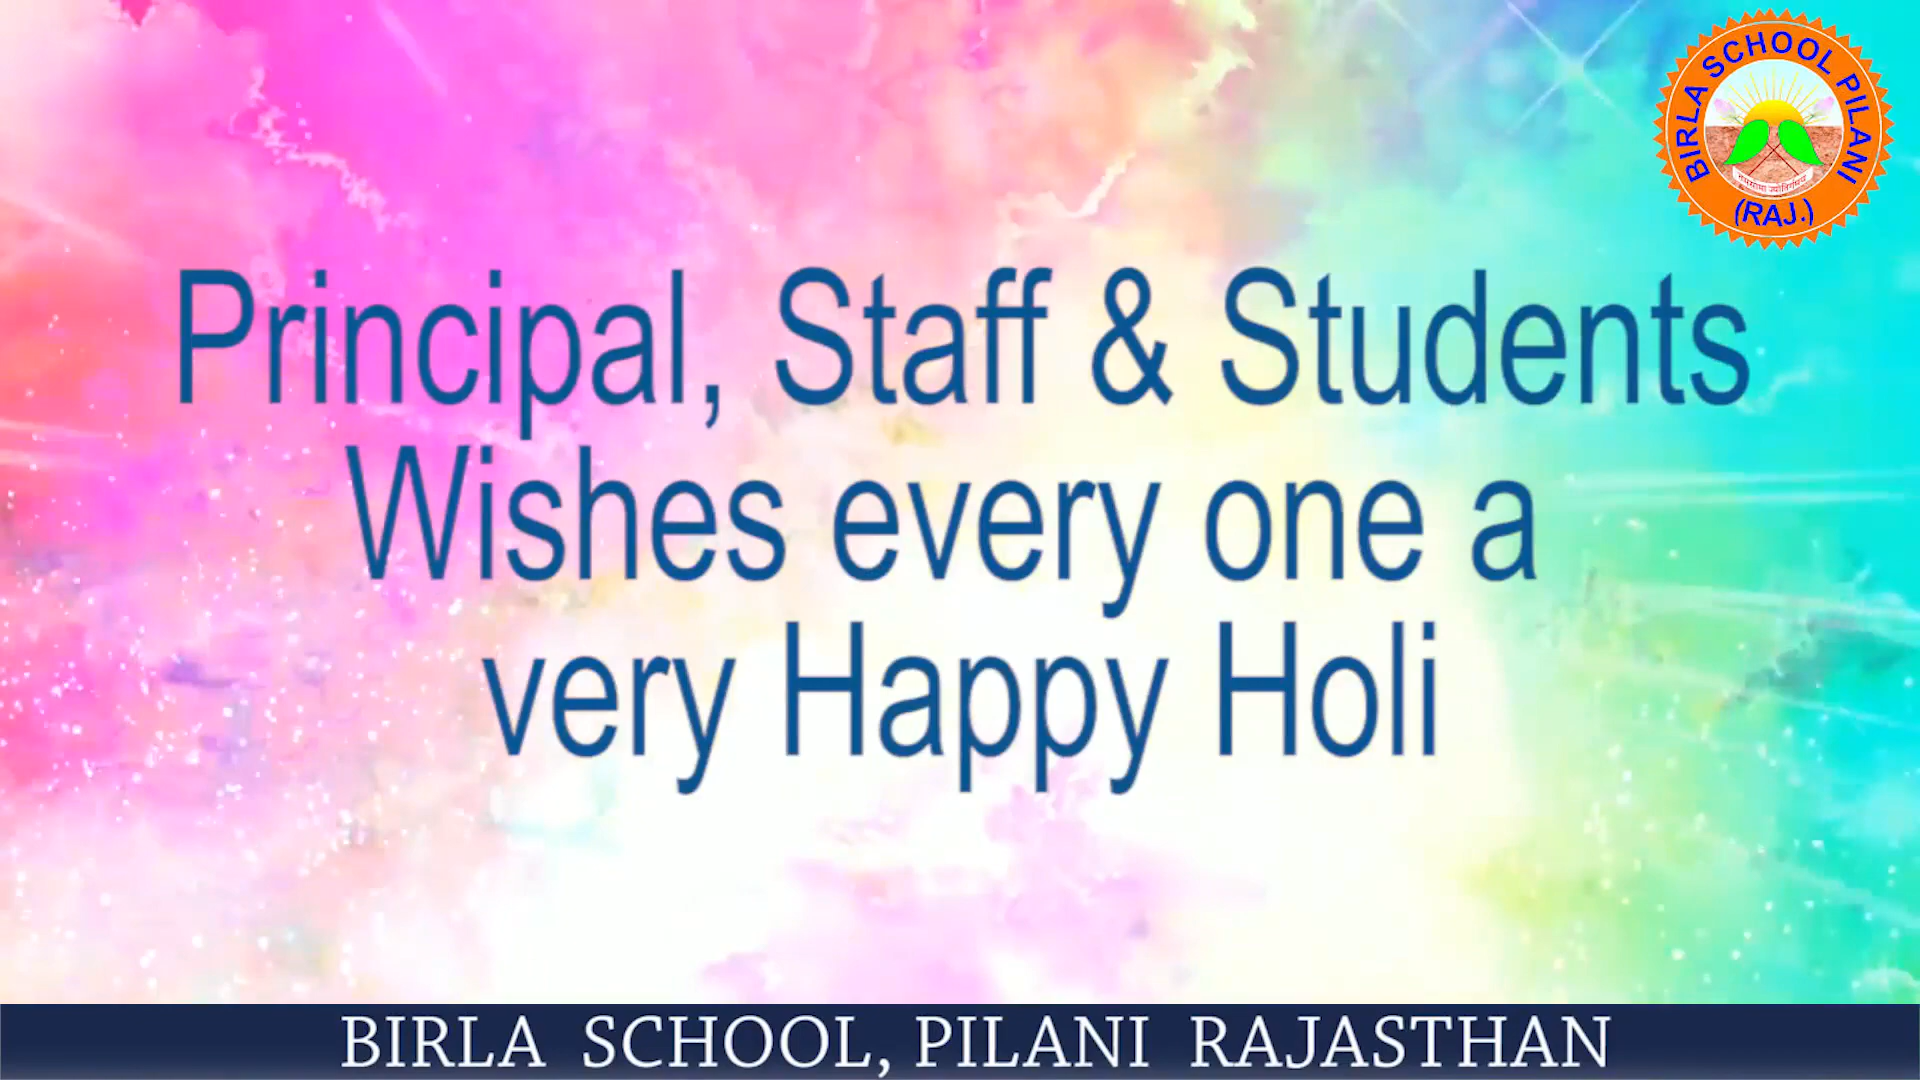 BIRLA SCHOOL PILANI
(RAJ.)
Principal, Staff & Students
Wishes every one a
very Happy Holi
BIRLA SCHOOL, PILANI RAJASTHAN